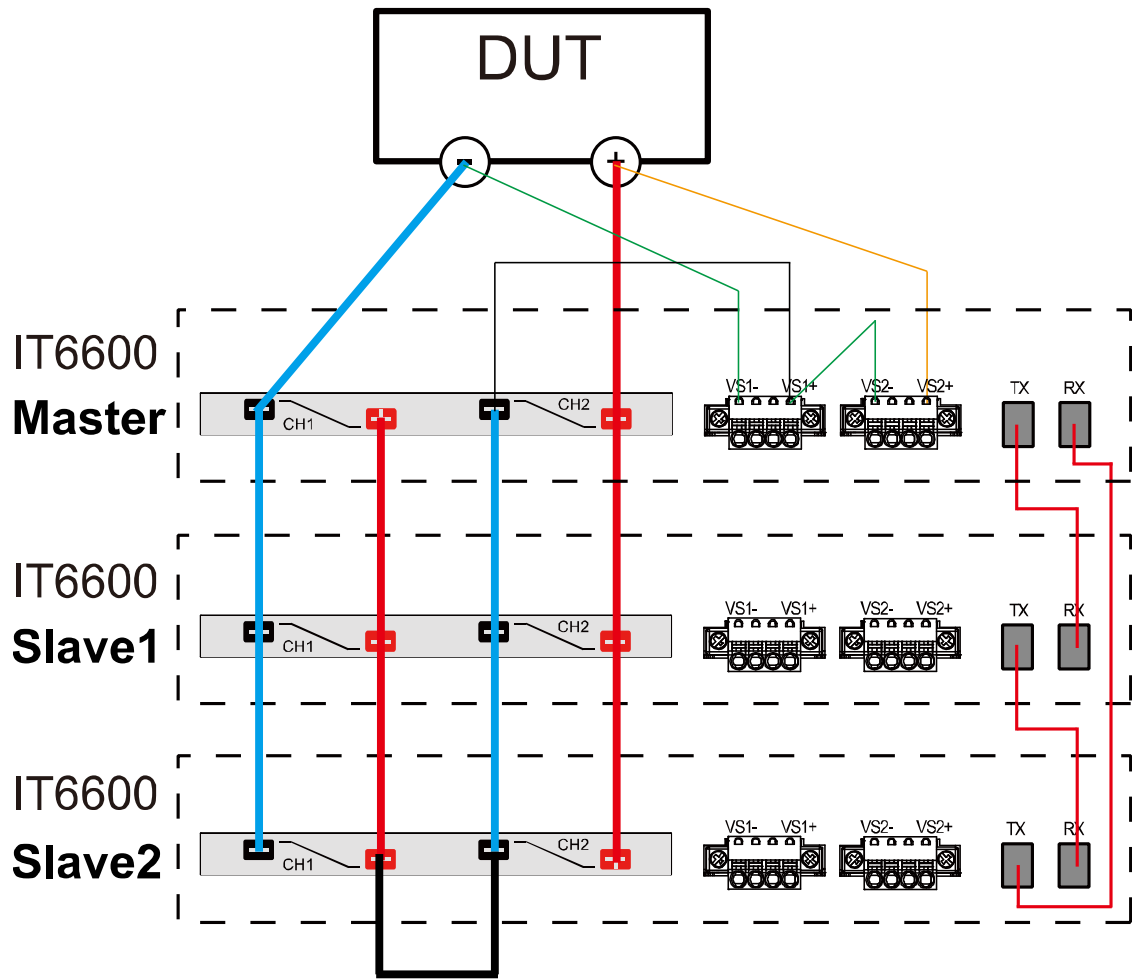 DUT
- +
IT6600
Master
CH1
CH2
VS1- VS1+ VS2- VS2+
TX RX
IT6600
Slave1
CH1
CH2
VS1- VS1+ VS2- VS2+
TX RX
IT6600
Slave2
CH1
CH2
VS1- VS1+ VS2- VS2+
TX RX